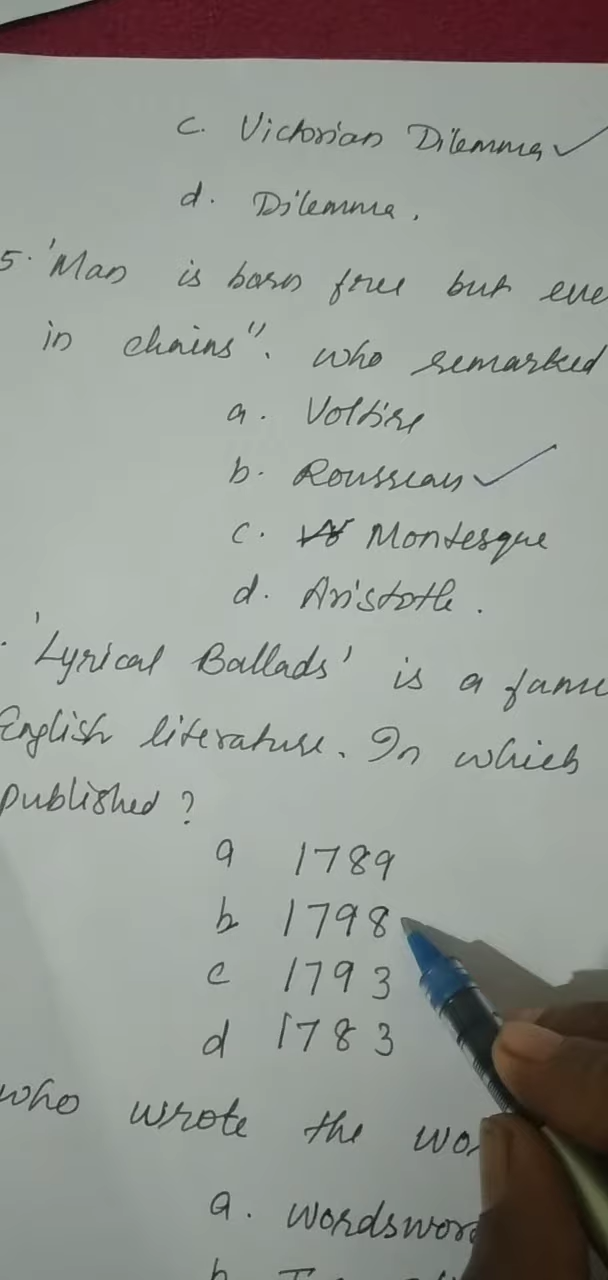 c. Victorian Dilemma ✓
d. Dilemma.
5. 'Man is born free but eve
in chains". who remarked
a. Voltire
b. Rousseau ✓
c. Montesque
d. Aristotle.
'Lyrical Ballads' is a famo
English literature. In which
published?
a 1789
b 1798
c 1793
d 1783
who wrote the wo
a. wordswor
b